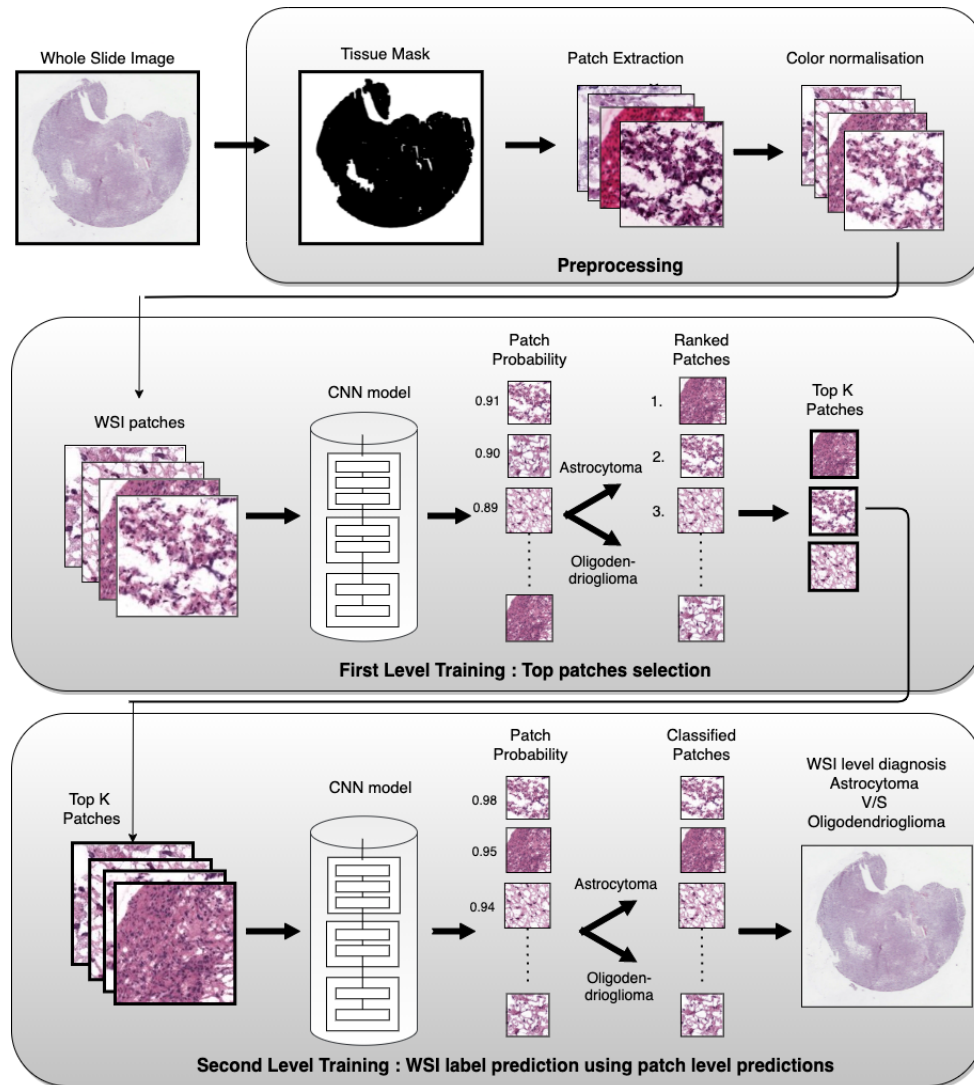 Whole Slide Image
Tissue Mask
Patch Extraction
Color normalisation
Preprocessing
WSI patches
CNN model
Patch
Probability
0.91
0.90
0.89
Astrocytoma
Oligoden-
drioglioma
Ranked
Patches
1.
2.
3.
Top K
Patches
First Level Training : Top patches selection
Top K
Patches
CNN model
Patch
Probability
0.98
0.95
0.94
Astrocytoma
Oligoden-
drioglioma
Classified
Patches
WSI level diagnosis
Astrocytoma
V/S
Oligodendrioglioma
Second Level Training : WSI label prediction using patch level predictions